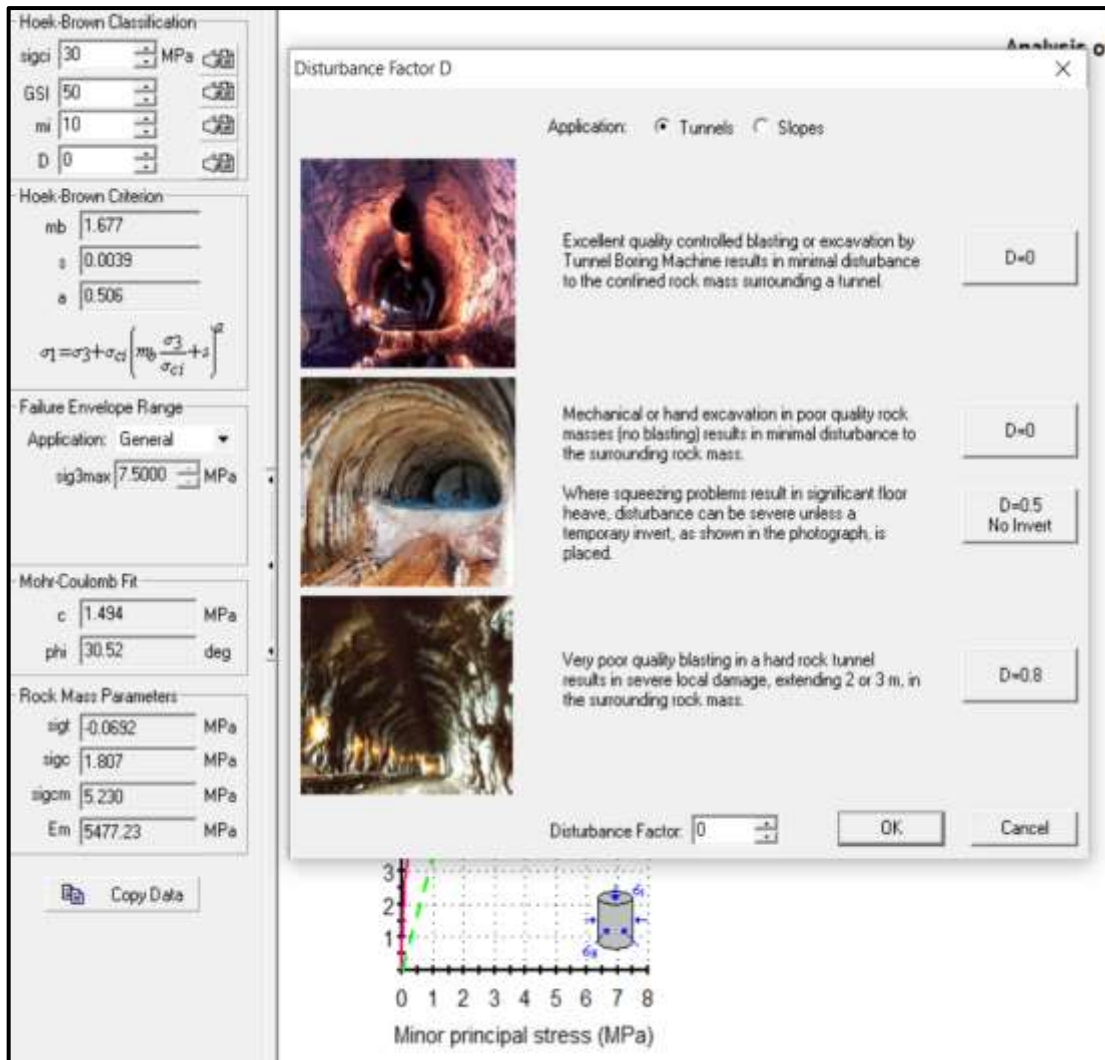 Hoek-Brown Classification
sigci 30 MPa
GSI 50
mi 10
D 0
Hoek-Brown Criterion
mb 1.677
s 0.0039
a 0.506
σ1=σ3+σci(mb σ3/σci+s)^a
Failure Envelope Range
Application: General
sig3max 7.5000 MPa
Mohr-Coulomb Fit
c 1.494 MPa
phi 30.52 deg
Rock Mass Parameters
sigt -0.0692 MPa
sigc 1.807 MPa
sigcm 5.230 MPa
Em 5477.23 MPa
Copy Data
Analysis o
Disturbance Factor D
Application: Tunnels Slopes
Excellent quality controlled blasting or excavation by
Tunnel Boring Machine results in minimal disturbance
to the confined rock mass surrounding a tunnel.
D=0
Mechanical or hand excavation in poor quality rock
masses (no blasting) results in minimal disturbance to
the surrounding rock mass.
D=0
Where squeezing problems result in significant floor
heave, disturbance can be severe unless a
temporary invert, as shown in the photograph, is
placed.
D=0.5
No Invert
Very poor quality blasting in a hard rock tunnel
results in severe local damage, extending 2 or 3 m, in
the surrounding rock mass.
D=0.8
Disturbance Factor: 0
OK
Cancel
3
2
1
σ1
σ3
0 1 2 3 4 5 6 7 8
Minor principal stress (MPa)